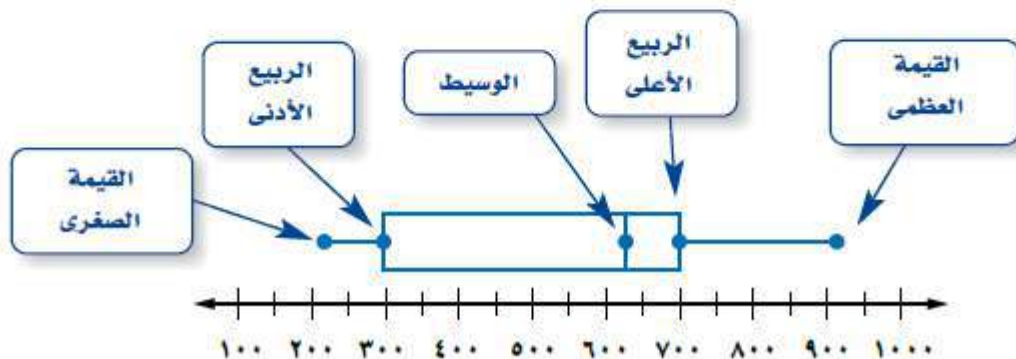 القيمة
العظمى
الربيع
الأعلى
الوسيط
الربيع
الأدنى
القيمة
الصغرى
١٠٠ ٢٠٠ ٣٠٠ ٤٠٠ ٥٠٠ ٦٠٠ ٧٠٠ ٨٠٠ ٩٠٠ ١٠٠٠